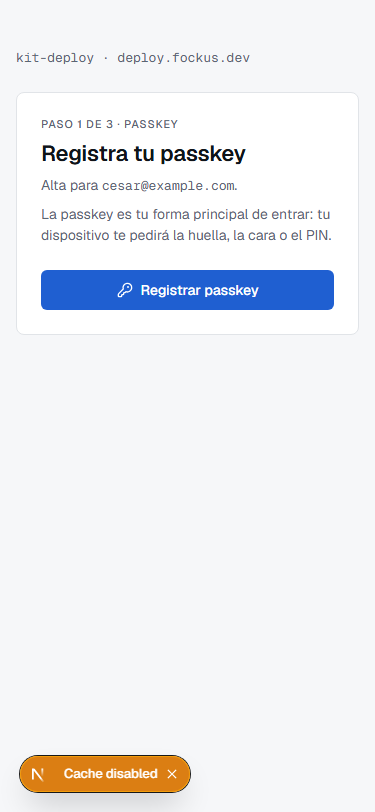 kit-deploy · deploy.fockus.dev
PASO 1 DE 3 · PASSKEY
Registra tu passkey
Alta para cesar@example.com.
La passkey es tu forma principal de entrar: tu
dispositivo te pedirá la huella, la cara o el PIN.
Registrar passkey
N Cache disabled